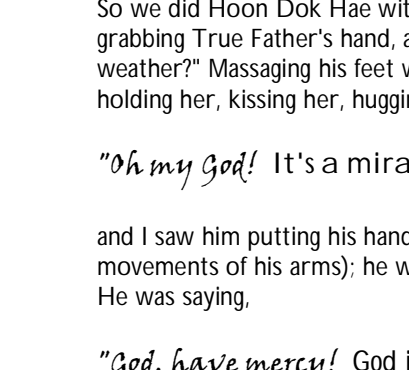 So we did Hoon Dok Hae wit
grabbing True Father's hand, a
weather?" Massaging his feet w
holding her, kissing her, huggin
"Oh my God! It's a mira
and I saw him putting his hand
movements of his arms); he w
He was saying,
"God, have mercy! God i